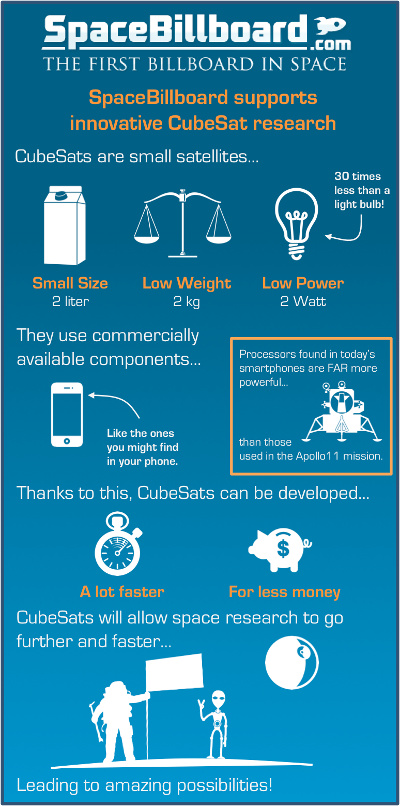 SpaceBillboard.com
THE FIRST BILLBOARD IN SPACE
SpaceBillboard supports
innovative CubeSat research
CubeSats are small satellites...
30 times
less than a
light bulb!
Small Size
2 liter
Low Weight
2 kg
Low Power
2 Watt
They use commercially
available components...
Like the ones
you might find
in your phone.
Processors found in today's
smartphones are FAR more
powerful...
than those
used in the Apollo11 mission.
Thanks to this, CubeSats can be developed...
$
A lot faster
For less money
CubeSats will allow space research to go
further and faster...
Leading to amazing possibilities!